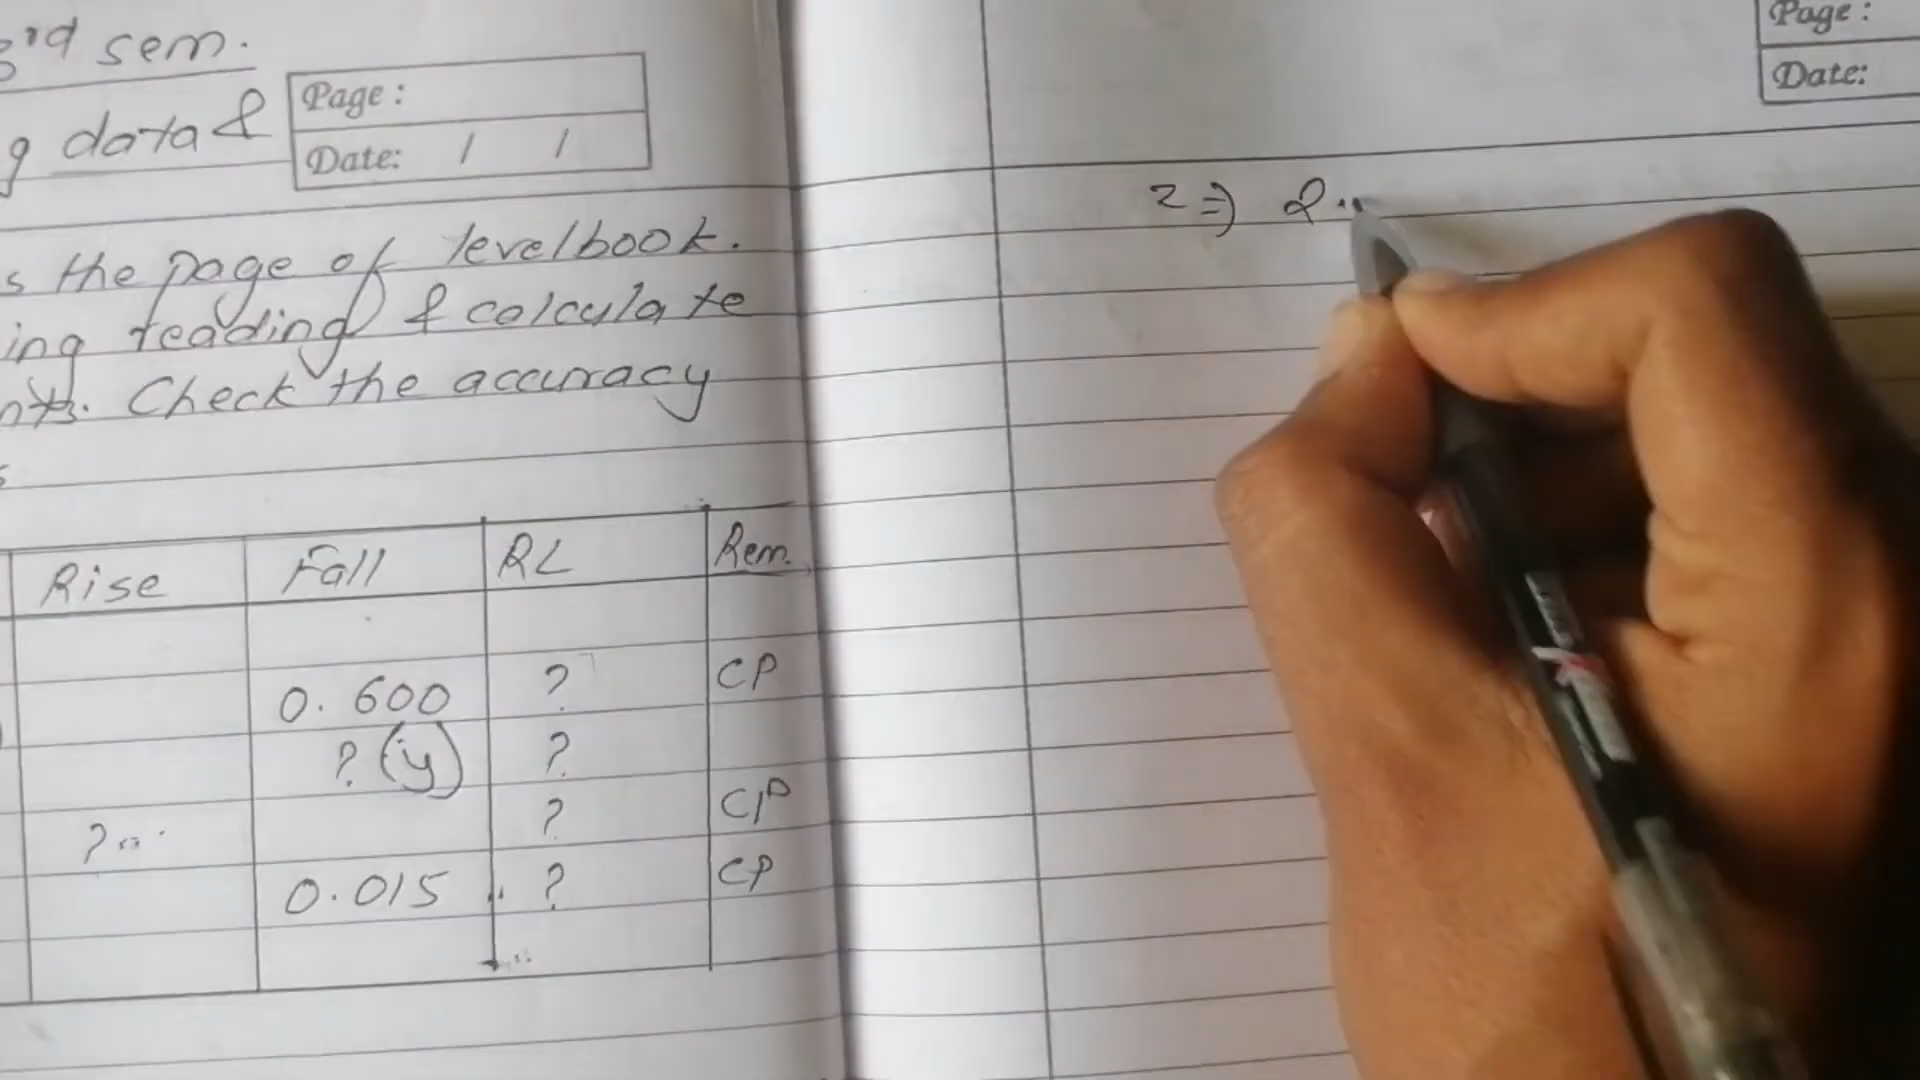 3rd sem.
g data &
Page :
Date: / /
s the page of levelbook.
ing reading & calculate
nts. Check the accuracy
Rise Fall RL Rem.
0.600 ? CP
? (y) ?
? ? CP
0.015 ? CP
Page :
Date:
2 => 2.